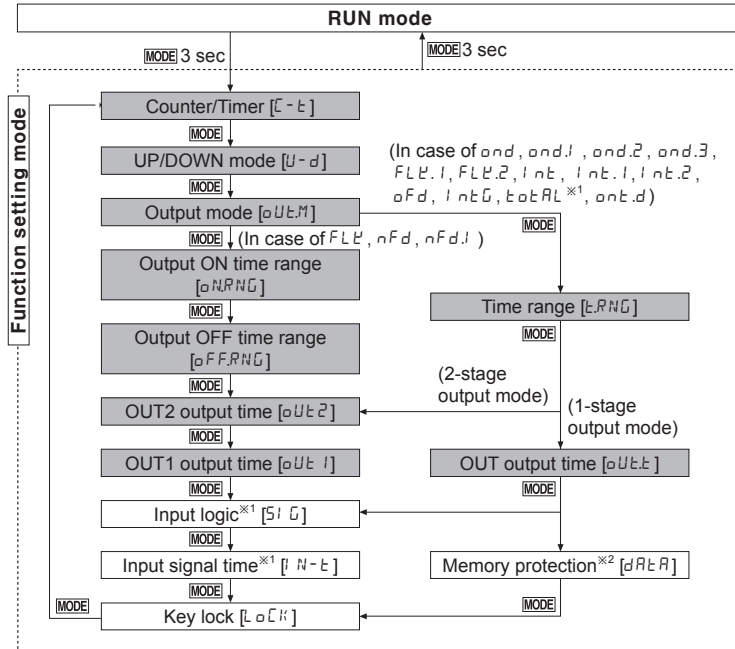 RUN mode
MODE 3 sec
MODE 3 sec
Function setting mode
Counter/Timer [C-t]
MODE
UP/DOWN mode [U-d]
MODE
Output mode [oUt.M]
(In case of ond, ond.1, ond.2, ond.3,
FLK.1, FLK.2, Int, Int.1, Int.2,
oFd, IntG, totAL※1, ont.d)
MODE
MODE (In case of FLK, nFd, nFd.1)
Output ON time range
[oN.RNG]
MODE
Output OFF time range
[oFF.RNG]
MODE
Time range [t.RNG]
MODE
(2-stage
output mode)
(1-stage
output mode)
OUT2 output time [oUt2]
MODE
OUT1 output time [oUt1]
OUT output time [oUt.t]
MODE
MODE
Input logic※1 [SIG]
MODE
Input signal time※1 [IN-t]
Memory protection※2 [dAtA]
MODE
MODE
MODE
Key lock [LoCK]